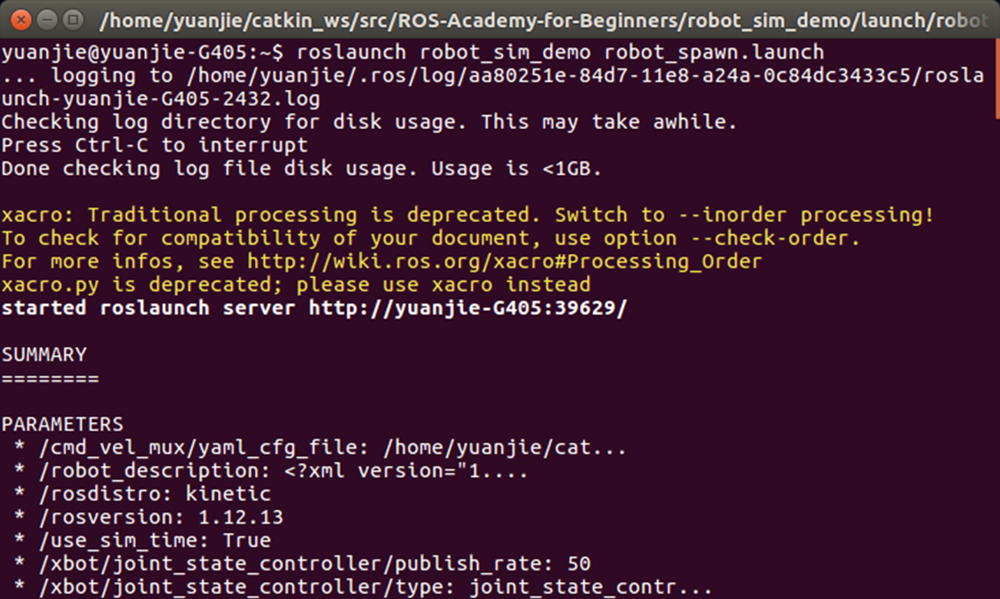 /home/yuanjie/catkin_ws/src/ROS-Academy-for-Beginners/robot_sim_demo/launch/robot
yuanjie@yuanjie-G405:~$ roslaunch robot_sim_demo robot_spawn.launch
... logging to /home/yuanjie/.ros/log/aa80251e-84d7-11e8-a24a-0c84dc3433c5/rosla
unch-yuanjie-G405-2432.log
Checking log directory for disk usage. This may take awhile.
Press Ctrl-C to interrupt
Done checking log file disk usage. Usage is <1GB.
xacro: Traditional processing is deprecated. Switch to --inorder processing!
To check for compatibility of your document, use option --check-order.
For more infos, see http://wiki.ros.org/xacro#Processing_Order
xacro.py is deprecated; please use xacro instead
started roslaunch server http://yuanjie-G405:39629/
SUMMARY
========
PARAMETERS
 * /cmd_vel_mux/yaml_cfg_file: /home/yuanjie/cat...
 * /robot_description: <?xml version="1....
 * /rosdistro: kinetic
 * /rosversion: 1.12.13
 * /use_sim_time: True
 * /xbot/joint_state_controller/publish_rate: 50
 * /xbot/joint_state_controller/type: joint_state_contr...